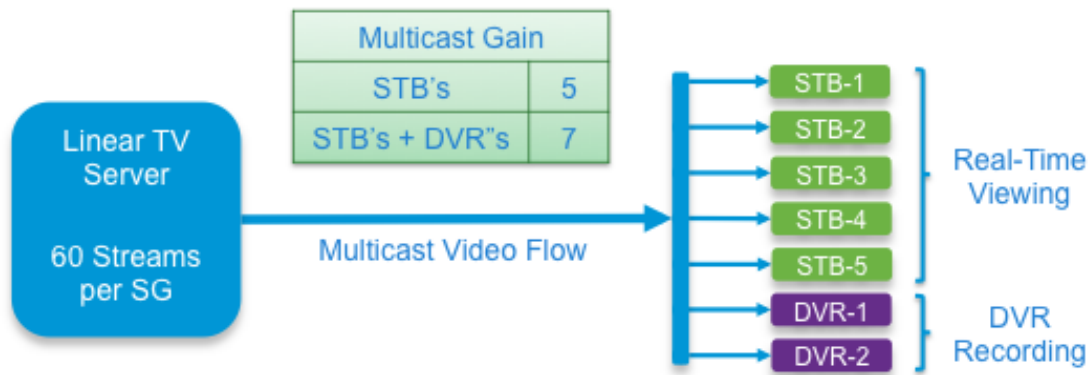 Multicast Gain
STB's 5
STB's + DVR"s 7
Linear TV
Server
60 Streams
per SG
Multicast Video Flow
STB-1
STB-2
STB-3
STB-4
STB-5
DVR-1
DVR-2
Real-Time
Viewing
DVR
Recording